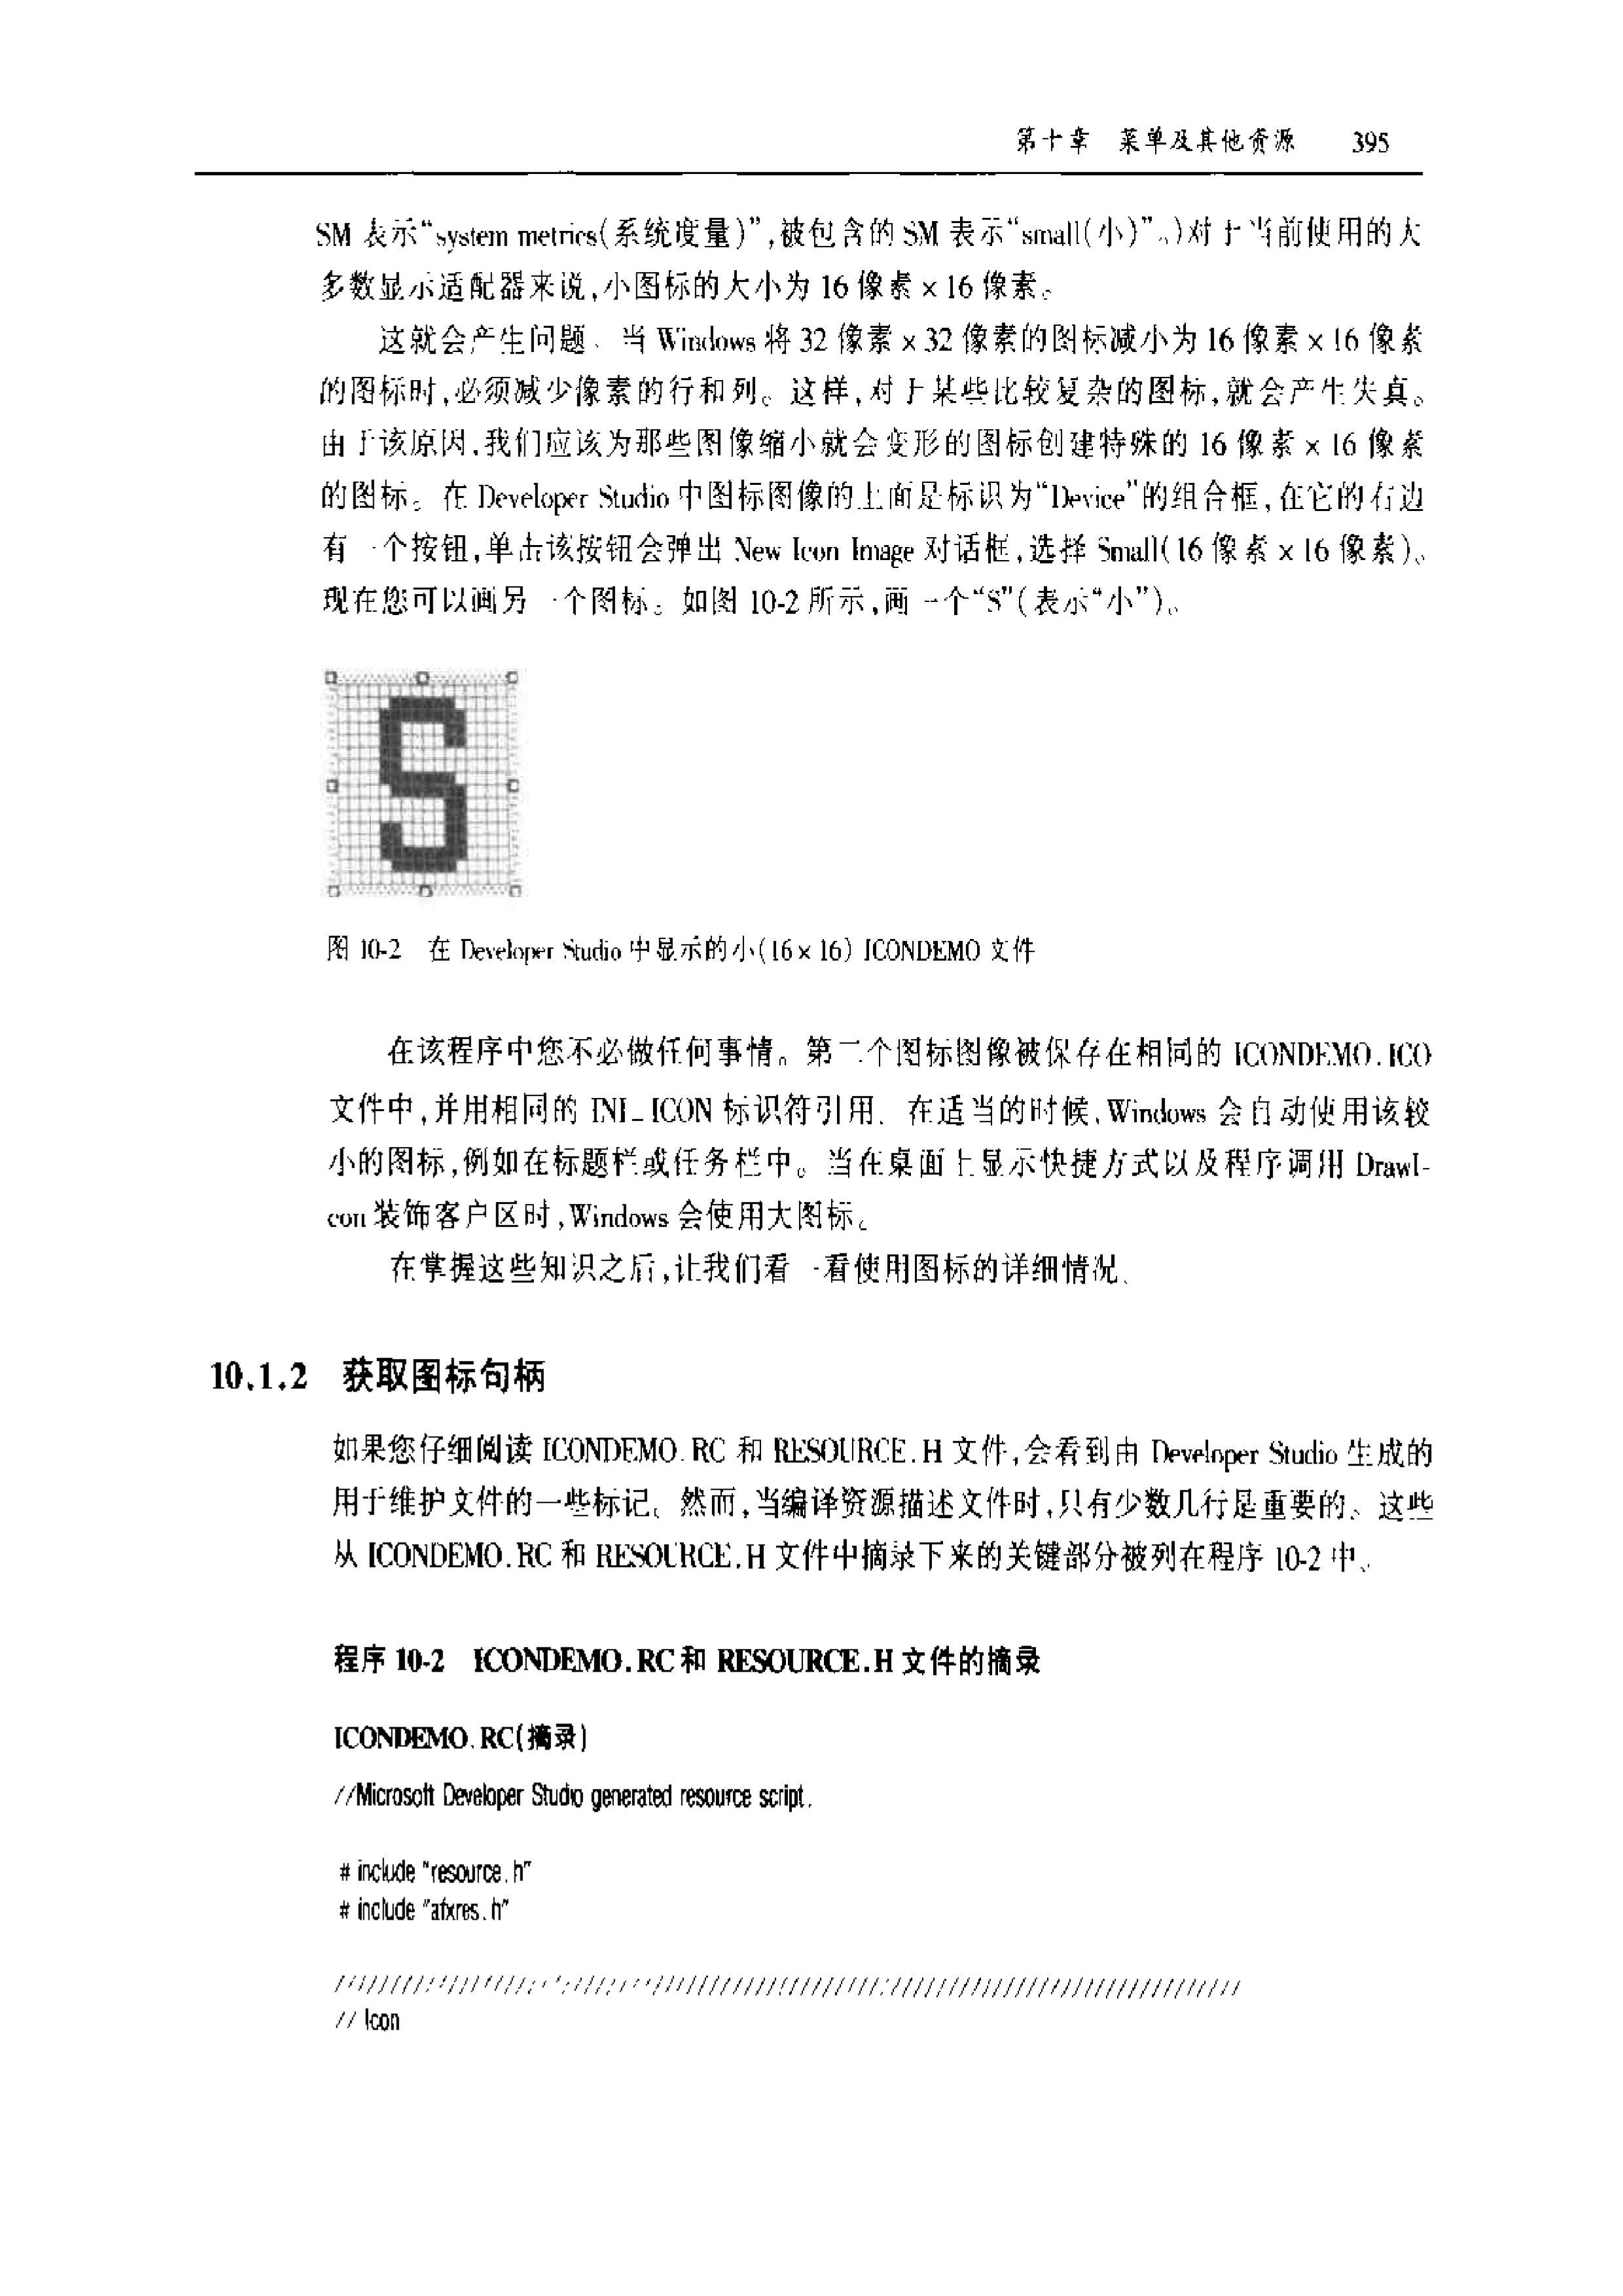 第十章 菜单及其他资源 395
SM 表示“system metrics(系统度量)”,被包含的 SM 表示“small(小)”。)对于当前使用的大
多数显示适配器来说,小图标的大小为 16 像素 × 16 像素。
这就会产生问题。当 Windows 将 32 像素 × 32 像素的图标减小为 16 像素 × 16 像素
的图标时,必须减少像素的行和列。这样,对于某些比较复杂的图标,就会产生失真。
由于该原因,我们应该为那些图像缩小就会变形的图标创建特殊的 16 像素 × 16 像素
的图标。在 Developer Studio 中图标图像的上面是标识为“Device”的组合框,在它的右边
有一个按钮,单击该按钮会弹出 New Icon Image 对话框,选择 Small(16 像素 × 16 像素)。
现在您可以画另一个图标。如图 10-2 所示,画一个“S”(表示“小”)。
图 10-2 在 Developer Studio 中显示的小(16 × 16) ICONDEMO 文件
在该程序中您不必做任何事情。第二个图标图像被保存在相同的 ICONDEMO.ICO
文件中,并用相同的 INI_ICON 标识符引用。在适当的时候,Windows 会自动使用该较
小的图标,例如在标题栏或任务栏中。当在桌面上显示快捷方式以及程序调用 DrawI-
con 装饰客户区时,Windows 会使用大图标。
在掌握这些知识之后,让我们看一看使用图标的详细情况。
10.1.2 获取图标句柄
如果您仔细阅读 ICONDEMO.RC 和 RESOURCE.H 文件,会看到由 Developer Studio 生成的
用于维护文件的一些标记。然而,当编译资源描述文件时,只有少数几行是重要的。这些
从 ICONDEMO.RC 和 RESOURCE.H 文件中摘录下来的关键部分被列在程序 10-2 中。
程序 10-2 ICONDEMO.RC 和 RESOURCE.H 文件的摘录
ICONDEMO.RC(摘录)
//Microsoft Developer Studio generated resource script.
# include "resource.h"
# include "afxres.h"
/////////////////////////////////////////////////////////////////////////////
// Icon